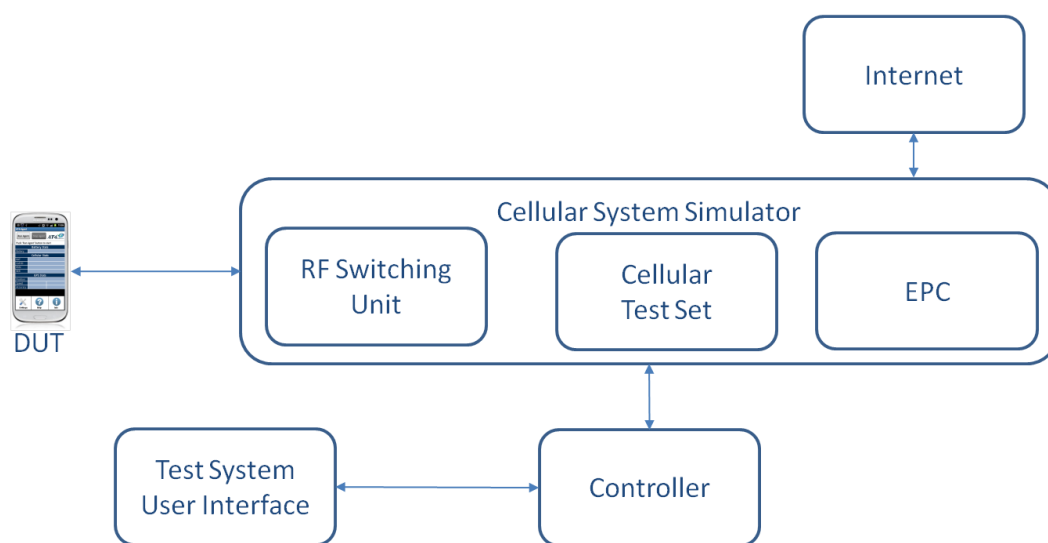 Internet
Cellular System Simulator
RF Switching
Unit
Cellular
Test Set
EPC
DUT
Test System
User Interface
Controller